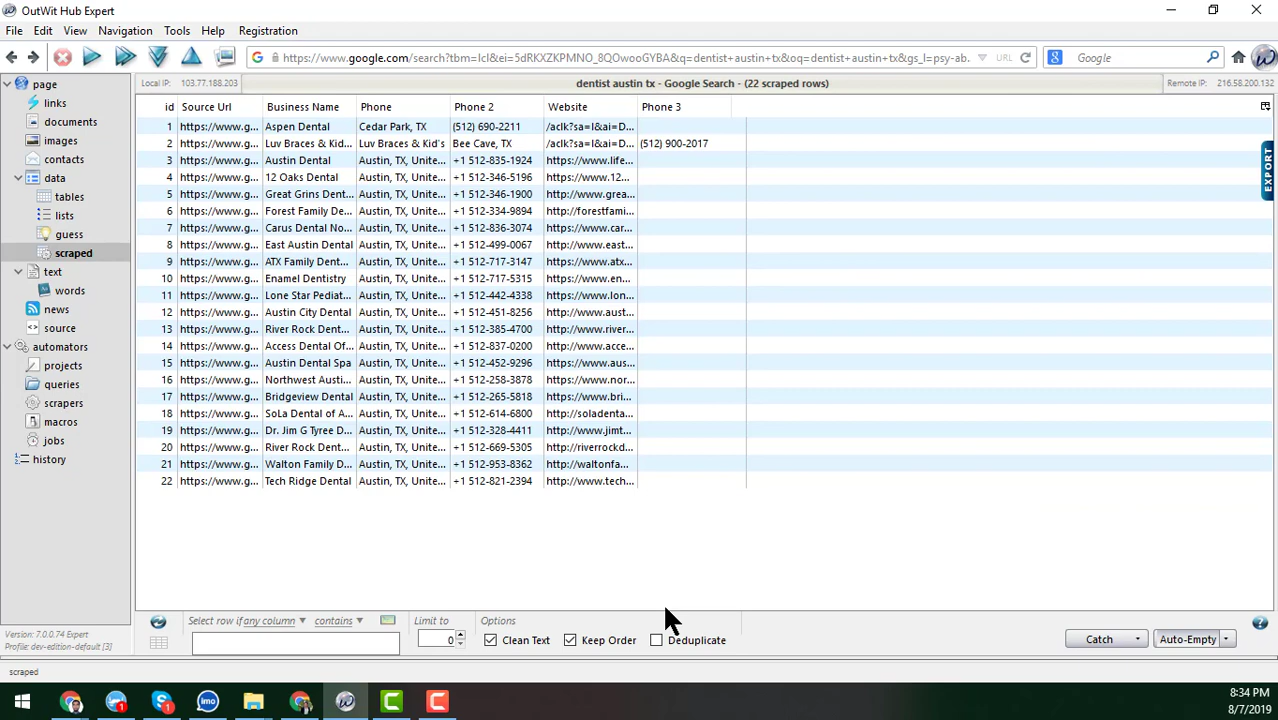 OutWit Hub Expert
File Edit View Navigation Tools Help Registration
https://www.google.com/search?tbm=lcl&ei=5dRKXZKPMNO_8QOwooGYBA&q=dentist+austin+tx&oq=dentist+austin+tx&gs_l=psy-ab. URL Google
page Local IP: 103.77.188.203 dentist austin tx - Google Search - (22 scraped rows) Remote IP: 216.58.200.132
links
documents
images
contacts
data
tables
lists
guess
scraped
text
words
news
source
automators
projects
queries
scrapers
macros
jobs
history
id Source Url Business Name Phone Phone 2 Website Phone 3
1 https://www.g... Aspen Dental Cedar Park, TX (512) 690-2211 /aclk?sa=l&ai=D...
2 https://www.g... Luv Braces & Kid... Luv Braces & Kid's Bee Cave, TX /aclk?sa=l&ai=D... (512) 900-2017
3 https://www.g... Austin Dental Austin, TX, Unite... +1 512-835-1924 https://www.life...
4 https://www.g... 12 Oaks Dental Austin, TX, Unite... +1 512-346-5196 https://www.12...
5 https://www.g... Great Grins Dent... Austin, TX, Unite... +1 512-346-1900 http://www.grea...
6 https://www.g... Forest Family De... Austin, TX, Unite... +1 512-334-9894 http://forestfami...
7 https://www.g... Carus Dental No... Austin, TX, Unite... +1 512-836-3074 http://www.car...
8 https://www.g... East Austin Dental Austin, TX, Unite... +1 512-499-0067 http://www.east...
9 https://www.g... ATX Family Dent... Austin, TX, Unite... +1 512-717-3147 https://www.atx...
10 https://www.g... Enamel Dentistry Austin, TX, Unite... +1 512-717-5315 https://www.en...
11 https://www.g... Lone Star Pediat... Austin, TX, Unite... +1 512-442-4338 http://www.lon...
12 https://www.g... Austin City Dental Austin, TX, Unite... +1 512-451-8256 http://www.aust...
13 https://www.g... River Rock Dent... Austin, TX, Unite... +1 512-385-4700 http://www.river...
14 https://www.g... Access Dental Of... Austin, TX, Unite... +1 512-837-0200 http://www.acce...
15 https://www.g... Austin Dental Spa Austin, TX, Unite... +1 512-452-9296 https://www.aus...
16 https://www.g... Northwest Austi... Austin, TX, Unite... +1 512-258-3878 http://www.nor...
17 https://www.g... Bridgeview Dental Austin, TX, Unite... +1 512-265-5818 https://www.bri...
18 https://www.g... SoLa Dental of A... Austin, TX, Unite... +1 512-614-6800 http://soladenta...
19 https://www.g... Dr. Jim G Tyree D... Austin, TX, Unite... +1 512-328-4411 http://www.jimt...
20 https://www.g... River Rock Dent... Austin, TX, Unite... +1 512-669-5305 http://riverrockd...
21 https://www.g... Walton Family D... Austin, TX, Unite... +1 512-953-8362 http://waltonfa...
22 https://www.g... Tech Ridge Dental Austin, TX, Unite... +1 512-821-2394 http://www.tech...
EXPORT
Select row if any column contains Limit to Options
0 Clean Text Keep Order Deduplicate Catch Auto-Empty
Version: 7.0.0.74 Expert
Profile: dev-edition-default [3]
scraped
imo
8:34 PM
8/7/2019